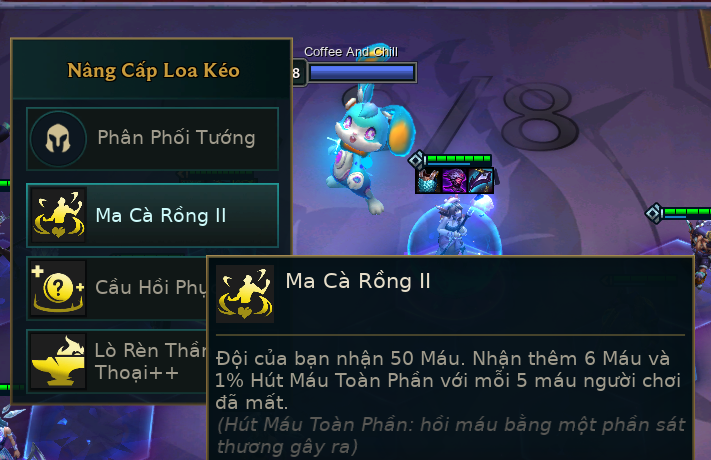 Coffee And Chill
8
/8
Nâng Cấp Loa Kéo
Phân Phối Tướng
Ma Cà Rồng II
Cầu Hồi Phụ
Lò Rèn Thần
Thoại++
Ma Cà Rồng II
Đội của bạn nhận 50 Máu. Nhận thêm 6 Máu và
1% Hút Máu Toàn Phần với mỗi 5 máu người chơi
đã mất.
(Hút Máu Toàn Phần: hồi máu bằng một phần sát
thương gây ra)